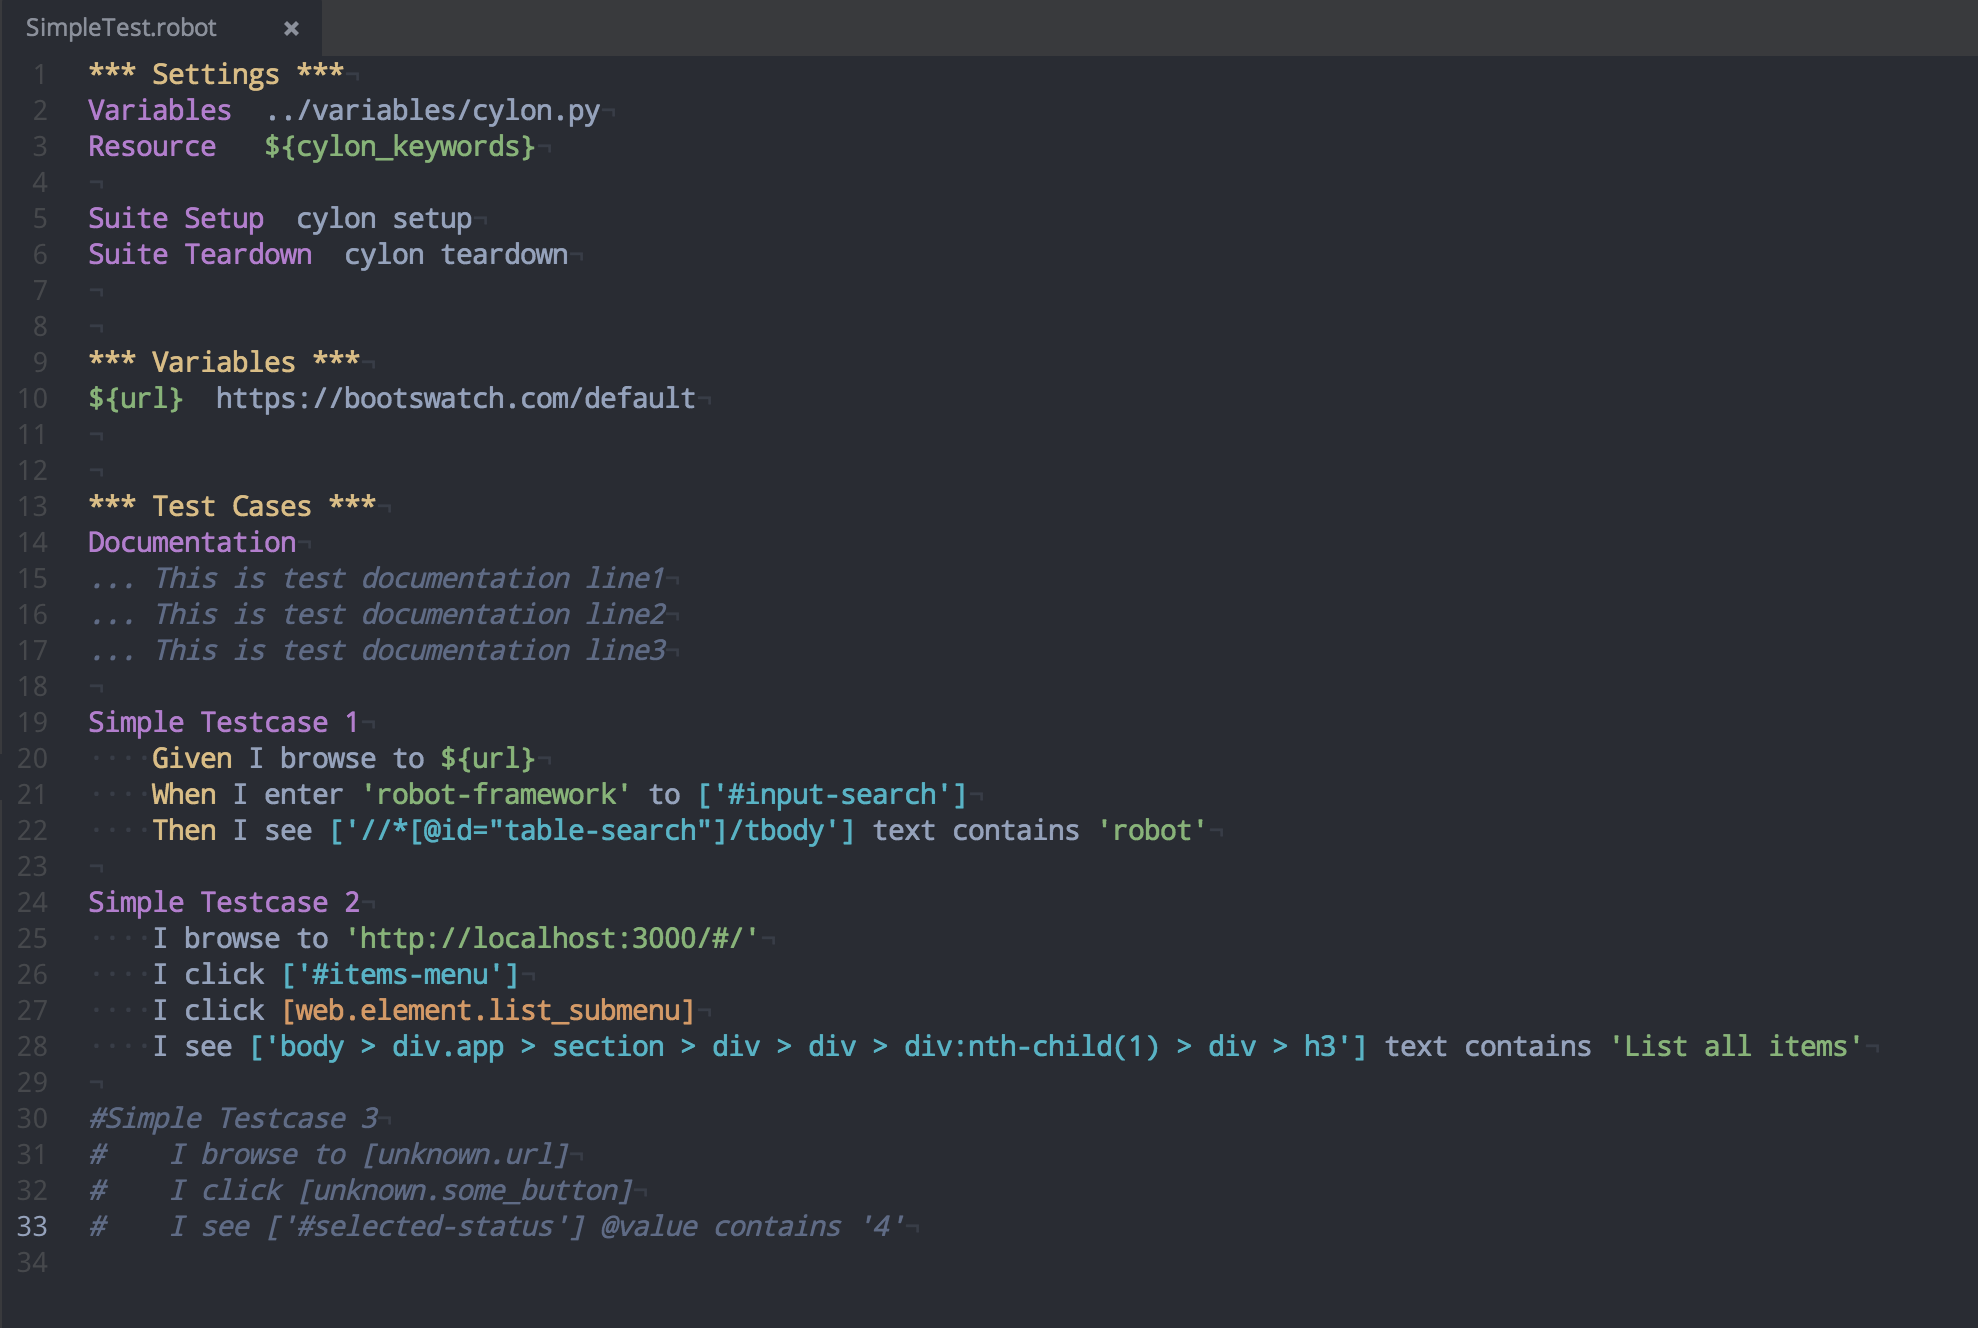 SimpleTest.robot ×
1 *** Settings ***¬
2 Variables  ../variables/cylon.py¬
3 Resource   ${cylon_keywords}¬
4 ¬
5 Suite Setup  cylon setup¬
6 Suite Teardown  cylon teardown¬
7 ¬
8 ¬
9 *** Variables ***¬
10 ${url}  https://bootswatch.com/default¬
11 ¬
12 ¬
13 *** Test Cases ***¬
14 Documentation¬
15 ... This is test documentation line1¬
16 ... This is test documentation line2¬
17 ... This is test documentation line3¬
18 ¬
19 Simple Testcase 1¬
20 ····Given I browse to ${url}¬
21 ····When I enter 'robot-framework' to ['#input-search']¬
22 ····Then I see ['//*[@id="table-search"]/tbody'] text contains 'robot'¬
23 ¬
24 Simple Testcase 2¬
25 ····I browse to 'http://localhost:3000/#/'¬
26 ····I click ['#items-menu']¬
27 ····I click [web.element.list_submenu]¬
28 ····I see ['body > div.app > section > div > div > div:nth-child(1) > div > h3'] text contains 'List all items'¬
29 ¬
30 #Simple Testcase 3¬
31 #    I browse to [unknown.url]¬
32 #    I click [unknown.some_button]¬
33 #    I see ['#selected-status'] @value contains '4'¬
34